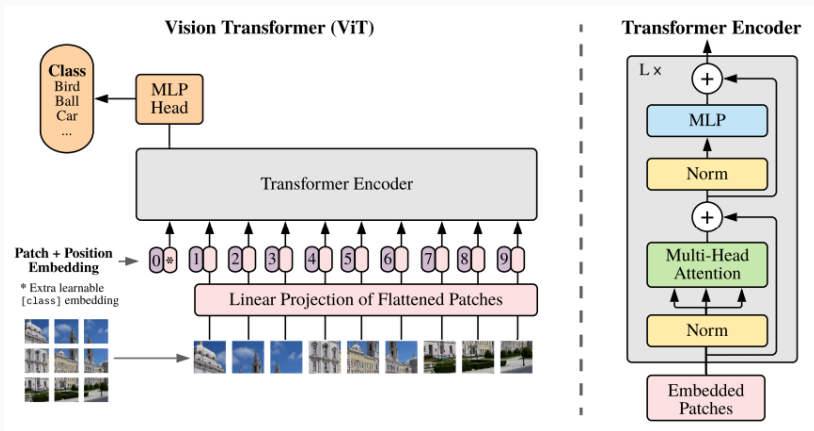 Vision Transformer (ViT)
Class
Bird
Ball
Car
...
MLP
Head
Transformer Encoder
Patch + Position
Embedding
* Extra learnable
[class] embedding
0 *
1
2
3
4
5
6
7
8
9
Linear Projection of Flattened Patches
Transformer Encoder
L ×
+
MLP
Norm
+
Multi-Head
Attention
Norm
Embedded
Patches